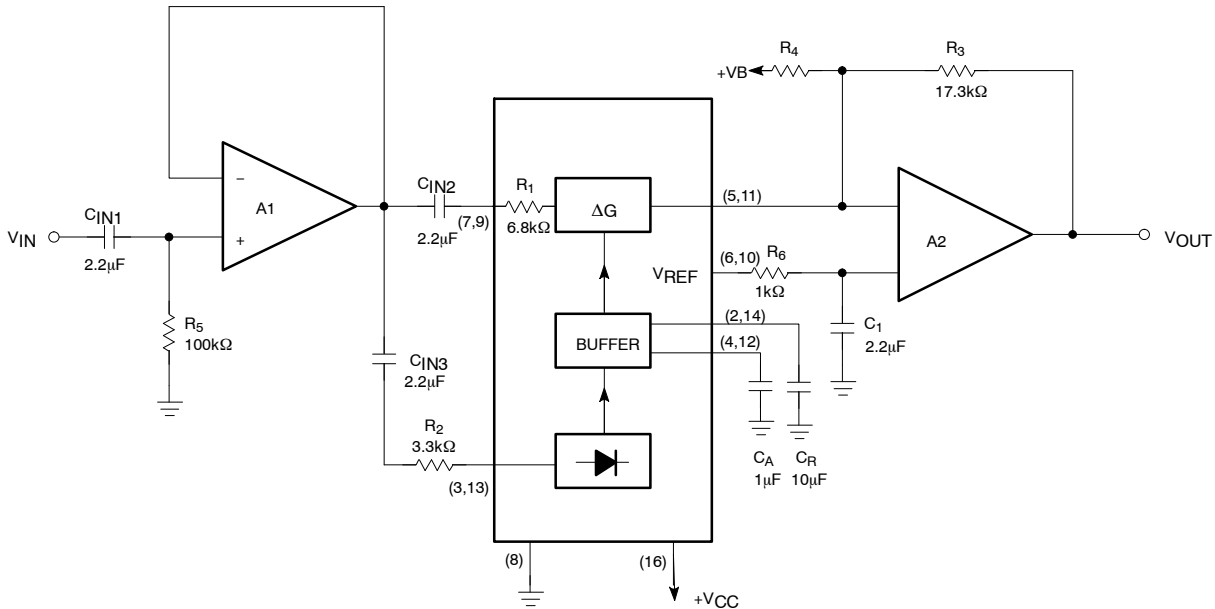 R4
R3
+VB
17.3kΩ
CIN2
R1
ΔG
(5,11)
A1
−
+
A2
CIN1
(7,9)
6.8kΩ
2.2µF
VIN
2.2µF
VOUT
VREF
(6,10)
R6
1kΩ
R5
100kΩ
BUFFER
(2,14)
(4,12)
C1
2.2µF
CIN3
2.2µF
R2
3.3kΩ
(3,13)
CA
1µF
CR
10µF
(8)
(16)
+VCC